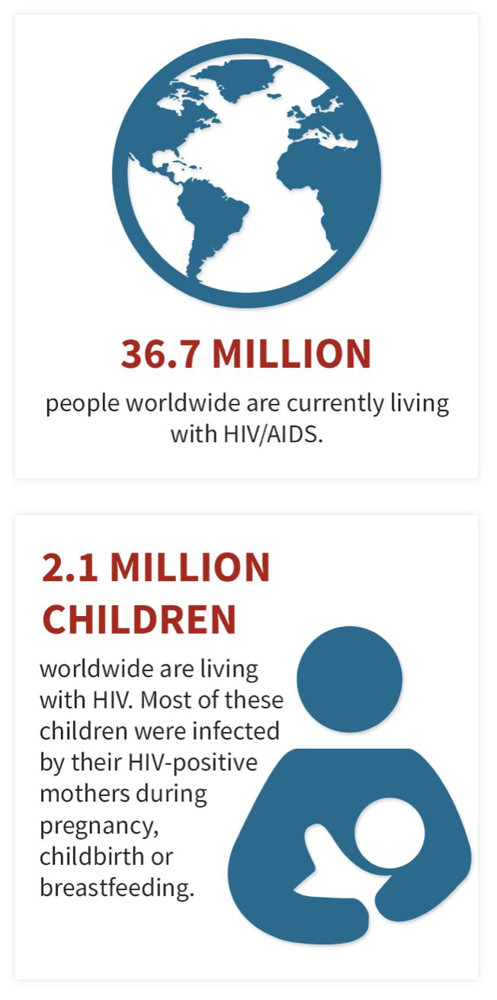 36.7 MILLION
people worldwide are currently living
with HIV/AIDS.
2.1 MILLION
CHILDREN
worldwide are living
with HIV. Most of these
children were infected
by their HIV-positive
mothers during
pregnancy,
childbirth or
breastfeeding.